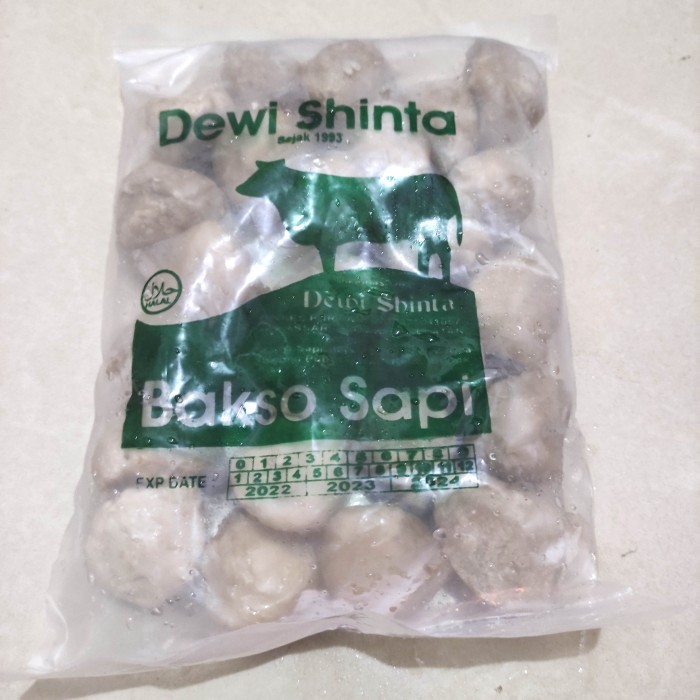 Dewi Shinta
Sejak 1993
حلال
HALAL
Dewi Shinta
Bakso Sapi
EXP DATE :
0 1 2 3 4 5 6 7 8 9
1 2 3 4 5 6 7 8 9 10 11 12
2022 2023 2024